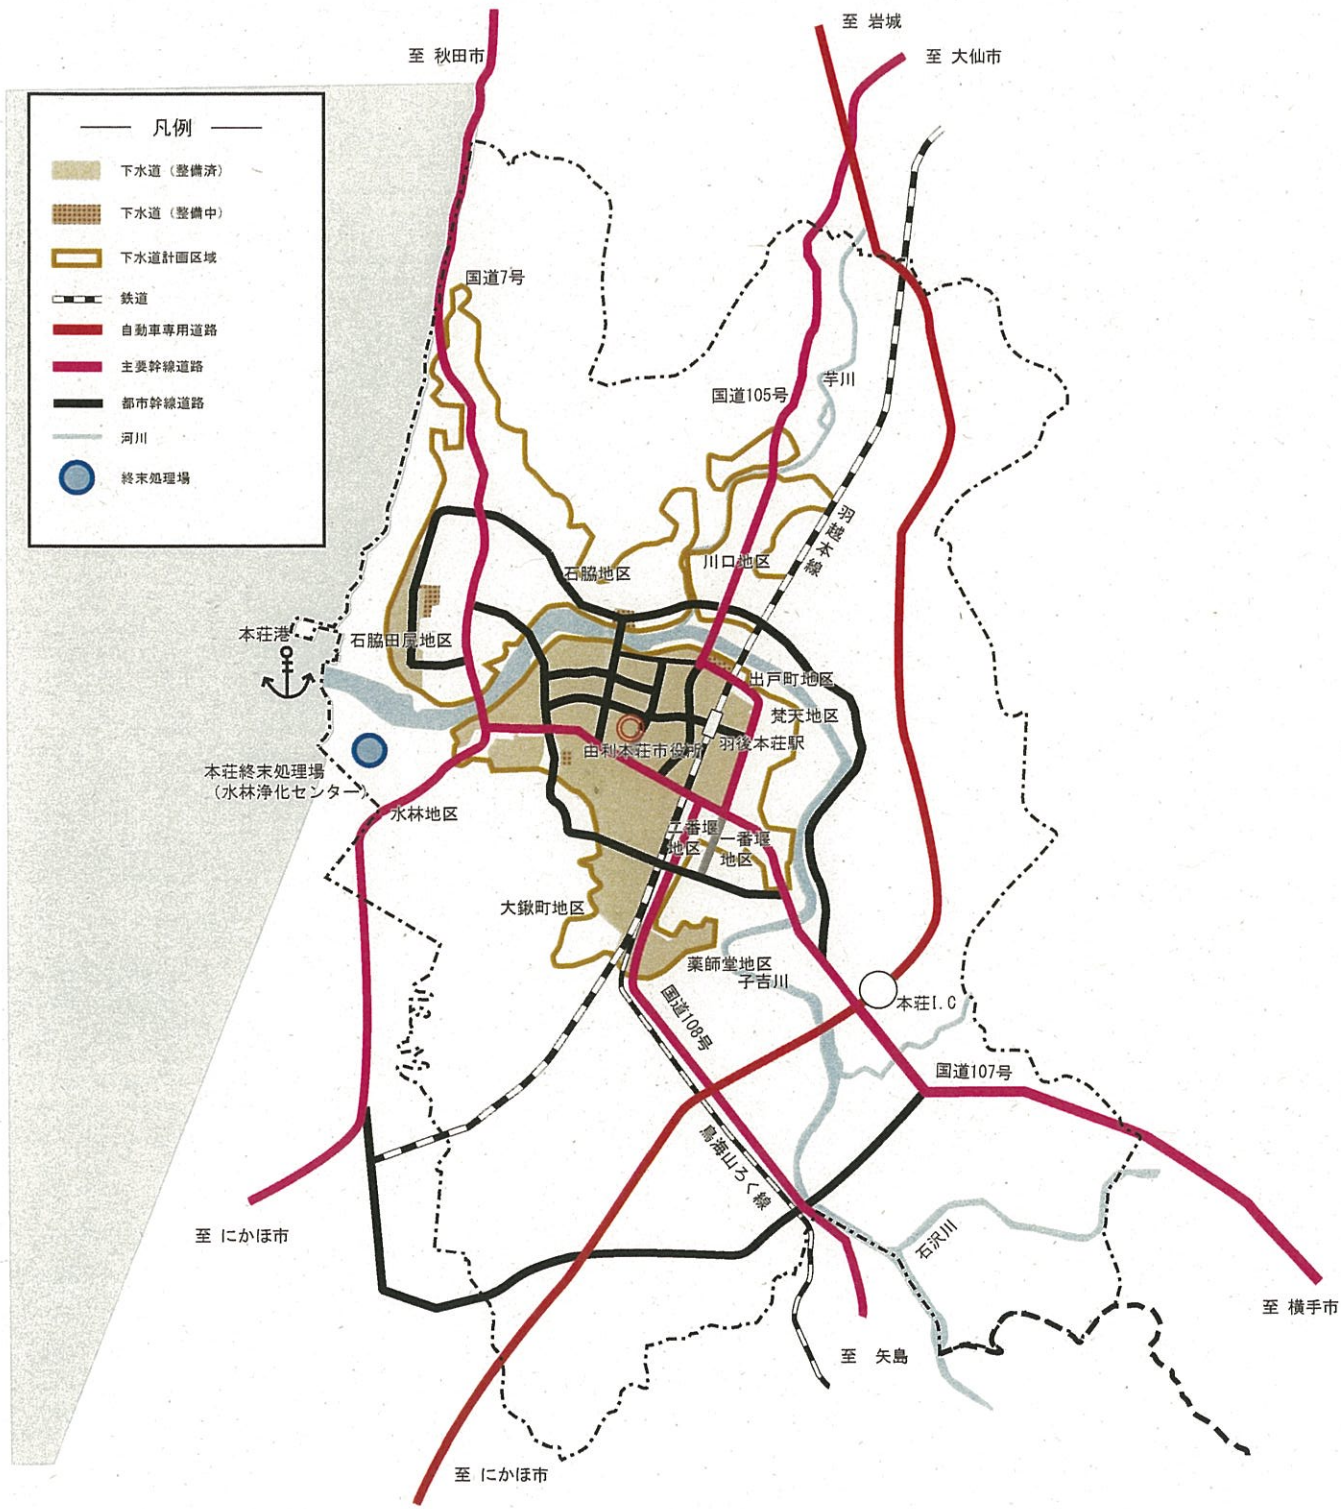 至 岩城
至 秋田市
至 大仙市
凡例
下水道（整備済）
下水道（整備中）
下水道計画区域
鉄道
自動車専用道路
主要幹線道路
都市幹線道路
河川
終末処理場
国道7号
国道105号
芋川
羽越本線
川口地区
石脇地区
本荘港
石脇田尻地区
出戸町地区
梵天地区
由利本荘市役所
羽後本荘駅
本荘終末処理場
（水林浄化センター）
水林地区
二番堰
地区
一番堰
地区
大鍬町地区
薬師堂地区
子吉川
国道108号
本荘I.C
国道107号
鳥海山ろく線
至 にかほ市
石沢川
至 横手市
至 矢島
至 にかほ市